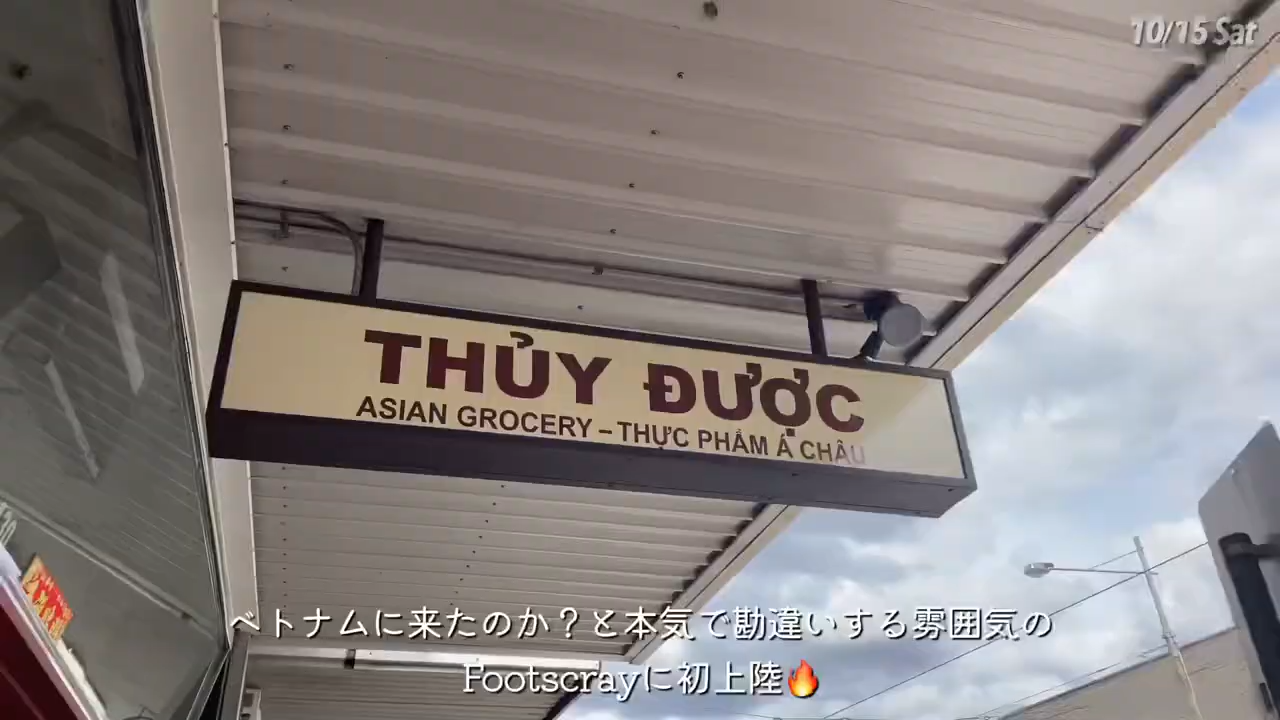 10/15 Sat
THỦY ĐƯỢC
ASIAN GROCERY – THỰC PHẨM Á CHÂU
ベトナムに来たのか？と本気で勘違いする雰囲気の
Footscrayに初上陸🔥